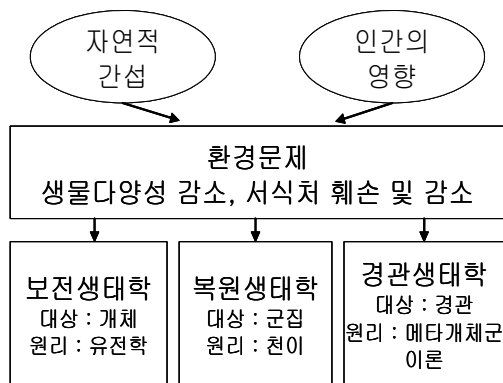 자연적
간섭
인간의
영향
환경문제
생물다양성 감소, 서식처 훼손 및 감소
보전생태학
대상 : 개체
원리 : 유전학
복원생태학
대상 : 군집
원리 : 천이
경관생태학
대상 : 경관
원리 : 메타개체군
이론